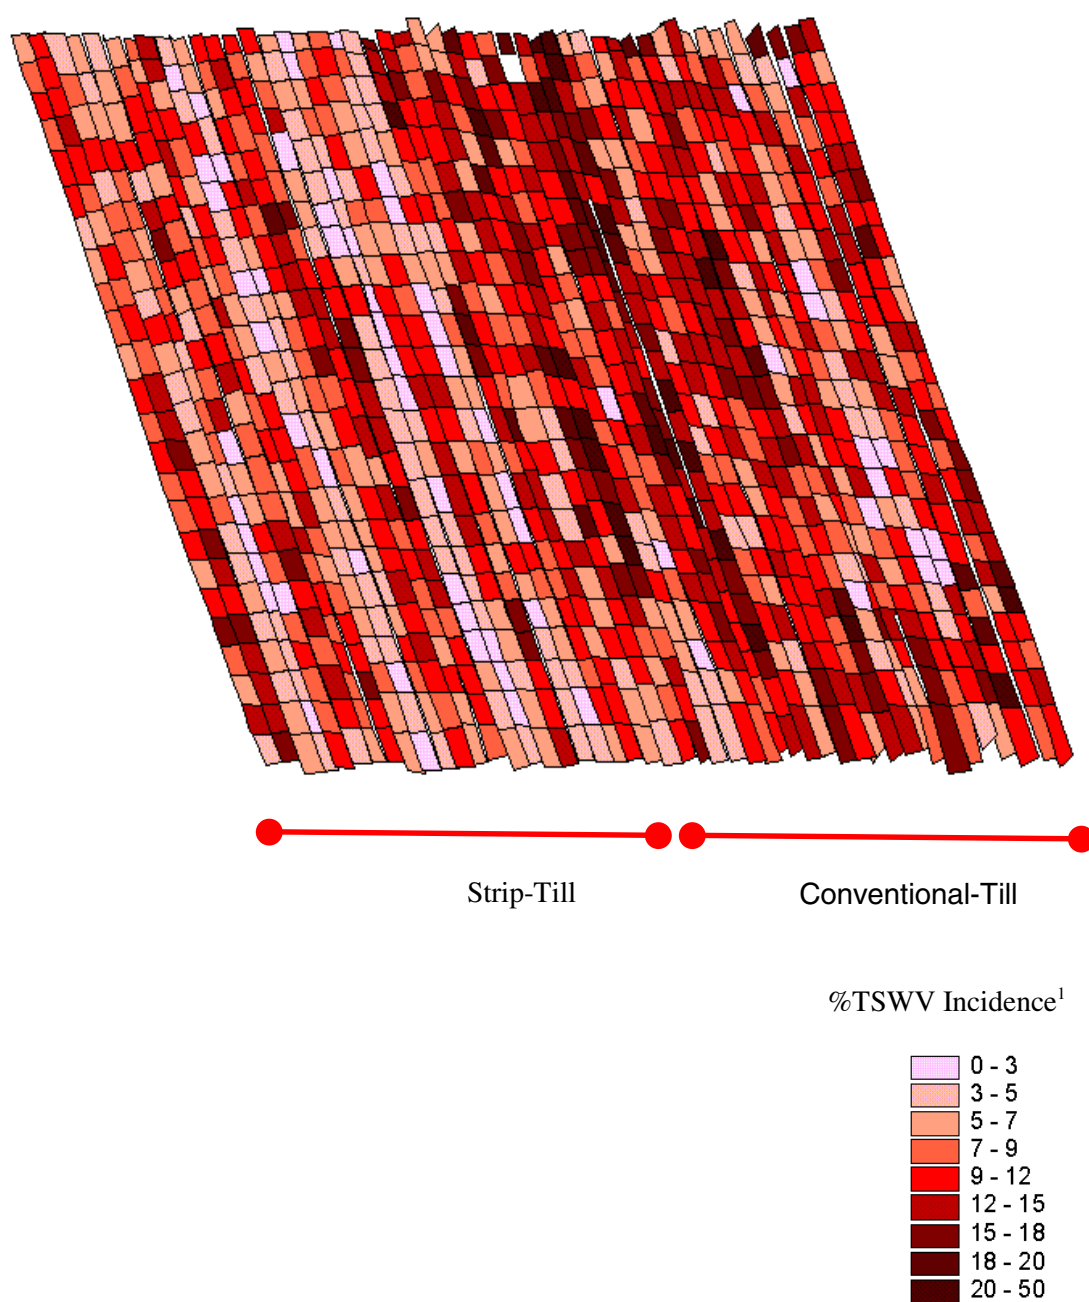 Strip-Till
Conventional-Till
%TSWV Incidence¹
0 - 3
3 - 5
5 - 7
7 - 9
9 - 12
12 - 15
15 - 18
18 - 20
20 - 50